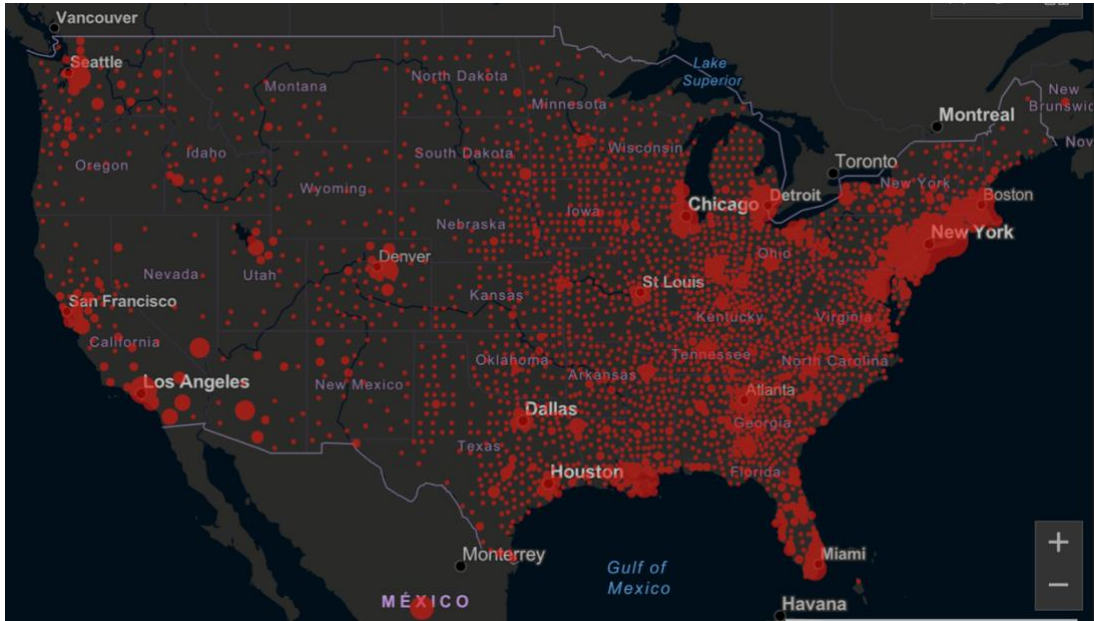 Vancouver
Seattle
Lake
Superior
North Dakota
Montana
Minnesota
New
Brunswic
Montreal
Nov
Oregon
Idaho
South Dakota
Wisconsin
Toronto
Wyoming
New York
Detroit
Boston
Chicago
Iowa
Nebraska
New York
Ohio
Denver
Nevada
Utah
St Louis
Kansas
San Francisco
Kentucky
Virginia
California
Tennessee
Oklahoma
North Carolina
Arkansas
Los Angeles
New Mexico
Atlanta
Dallas
Georgia
Texas
Houston
Florida
Monterrey
Miami
Gulf of
Mexico
+
−
MÉXICO
Havana